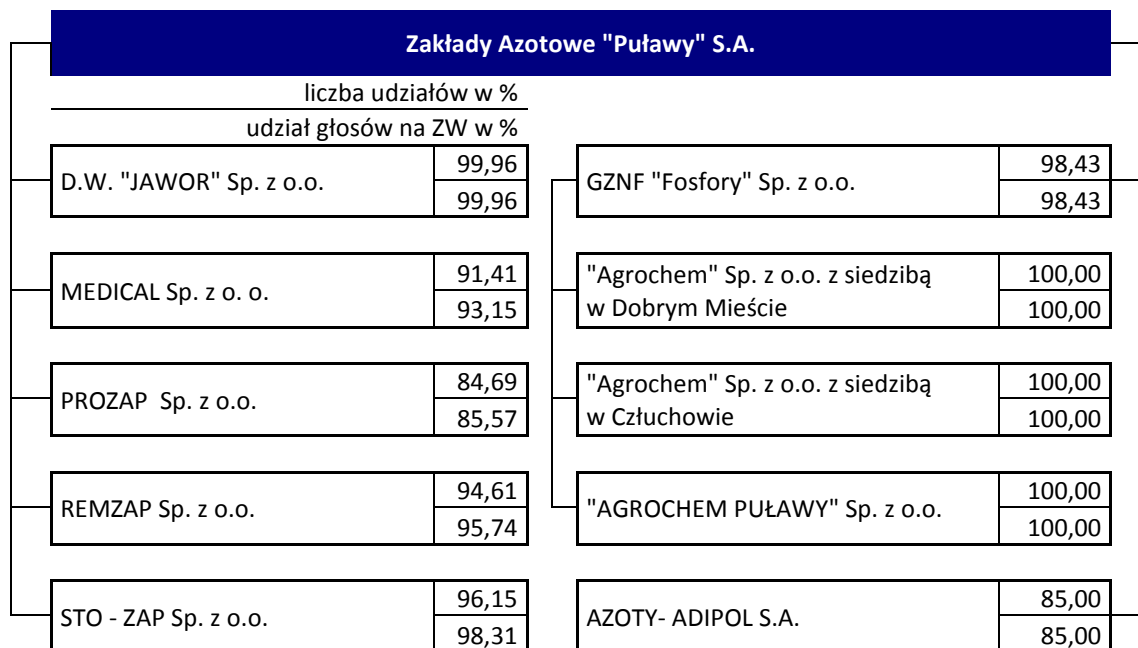 Zakłady Azotowe "Puławy" S.A.
liczba udziałów w %
udział głosów na ZW w %
D.W. "JAWOR" Sp. z o.o.
99,96
99,96
GZNF "Fosfory" Sp. z o.o.
98,43
98,43
MEDICAL Sp. z o. o.
91,41
93,15
"Agrochem" Sp. z o.o. z siedzibą
w Dobrym Mieście
100,00
100,00
PROZAP  Sp. z o.o.
84,69
85,57
"Agrochem" Sp. z o.o. z siedzibą
w Człuchowie
100,00
100,00
REMZAP Sp. z o.o.
94,61
95,74
"AGROCHEM PUŁAWY" Sp. z o.o.
100,00
100,00
STO - ZAP Sp. z o.o.
96,15
98,31
AZOTY- ADIPOL S.A.
85,00
85,00